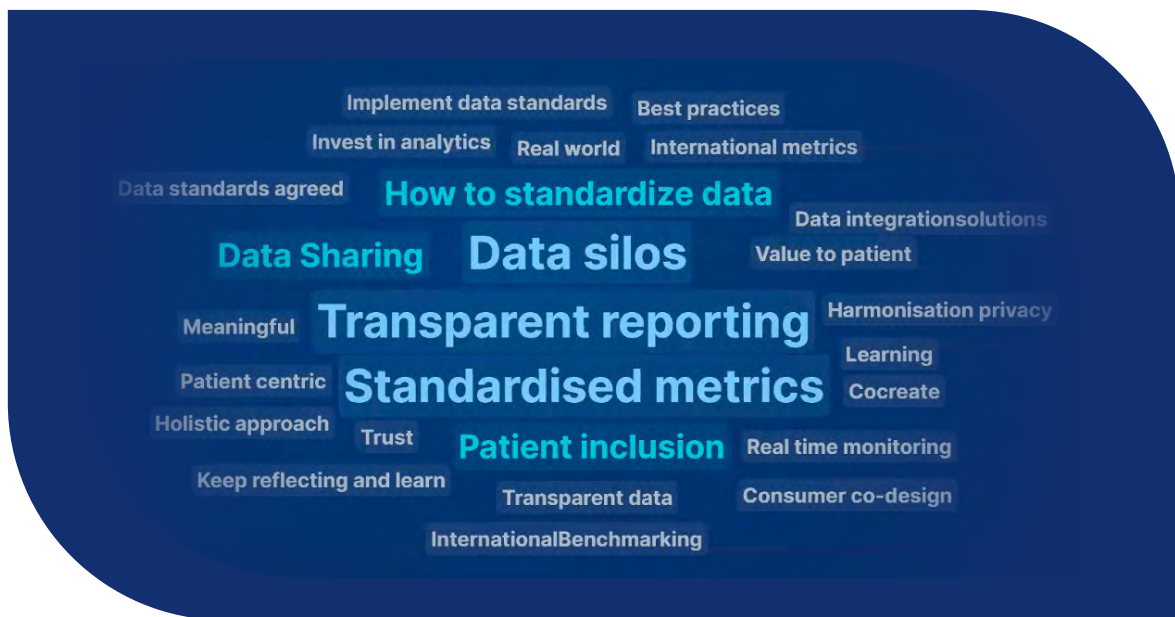 Implement data standards
Best practices
Invest in analytics
Real world
International metrics
Data standards agreed
How to standardize data
Data integrationsolutions
Data Sharing
Data silos
Value to patient
Meaningful
Transparent reporting
Harmonisation privacy
Learning
Patient centric
Standardised metrics
Cocreate
Holistic approach
Trust
Patient inclusion
Real time monitoring
Keep reflecting and learn
Transparent data
Consumer co-design
InternationalBenchmarking